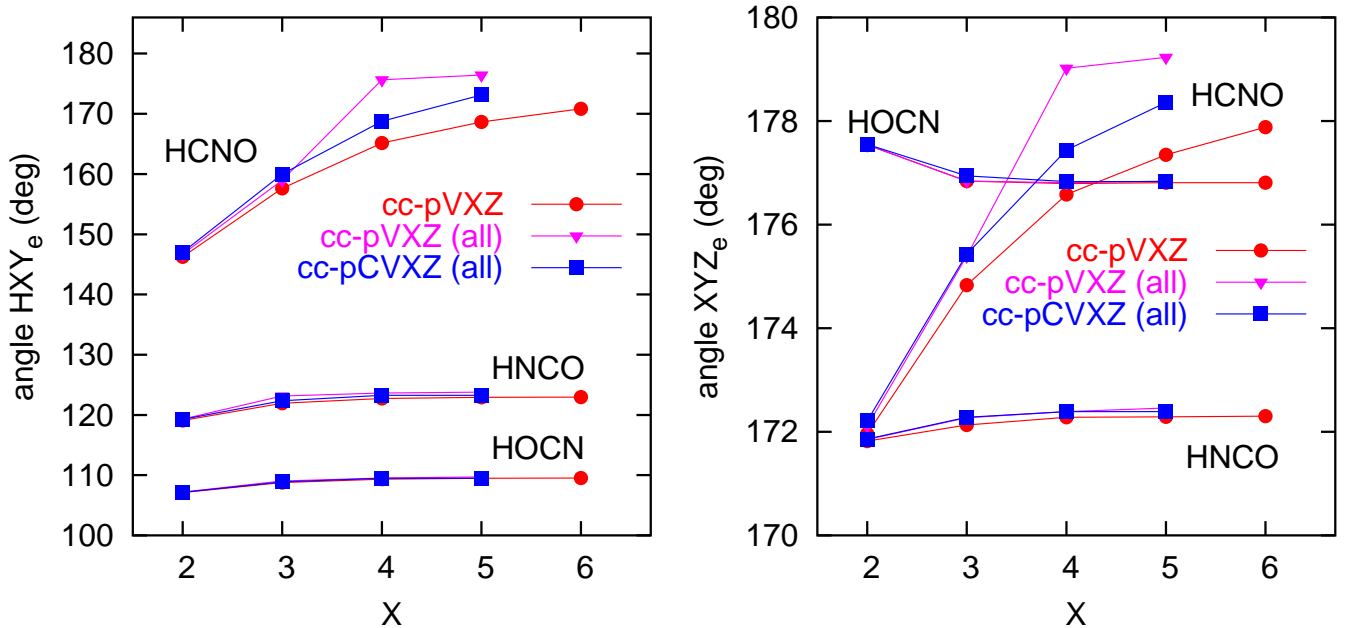 180
170
160
150
140
130
120
110
100
angle HXY_e (deg)
HCNO
cc-pVXZ
cc-pVXZ (all)
cc-pCVXZ (all)
HNCO
HOCN
2 3 4 5 6
X
180
178
176
174
172
170
angle XYZ_e (deg)
HCNO
HOCN
cc-pVXZ
cc-pVXZ (all)
cc-pCVXZ (all)
HNCO
2 3 4 5 6
X